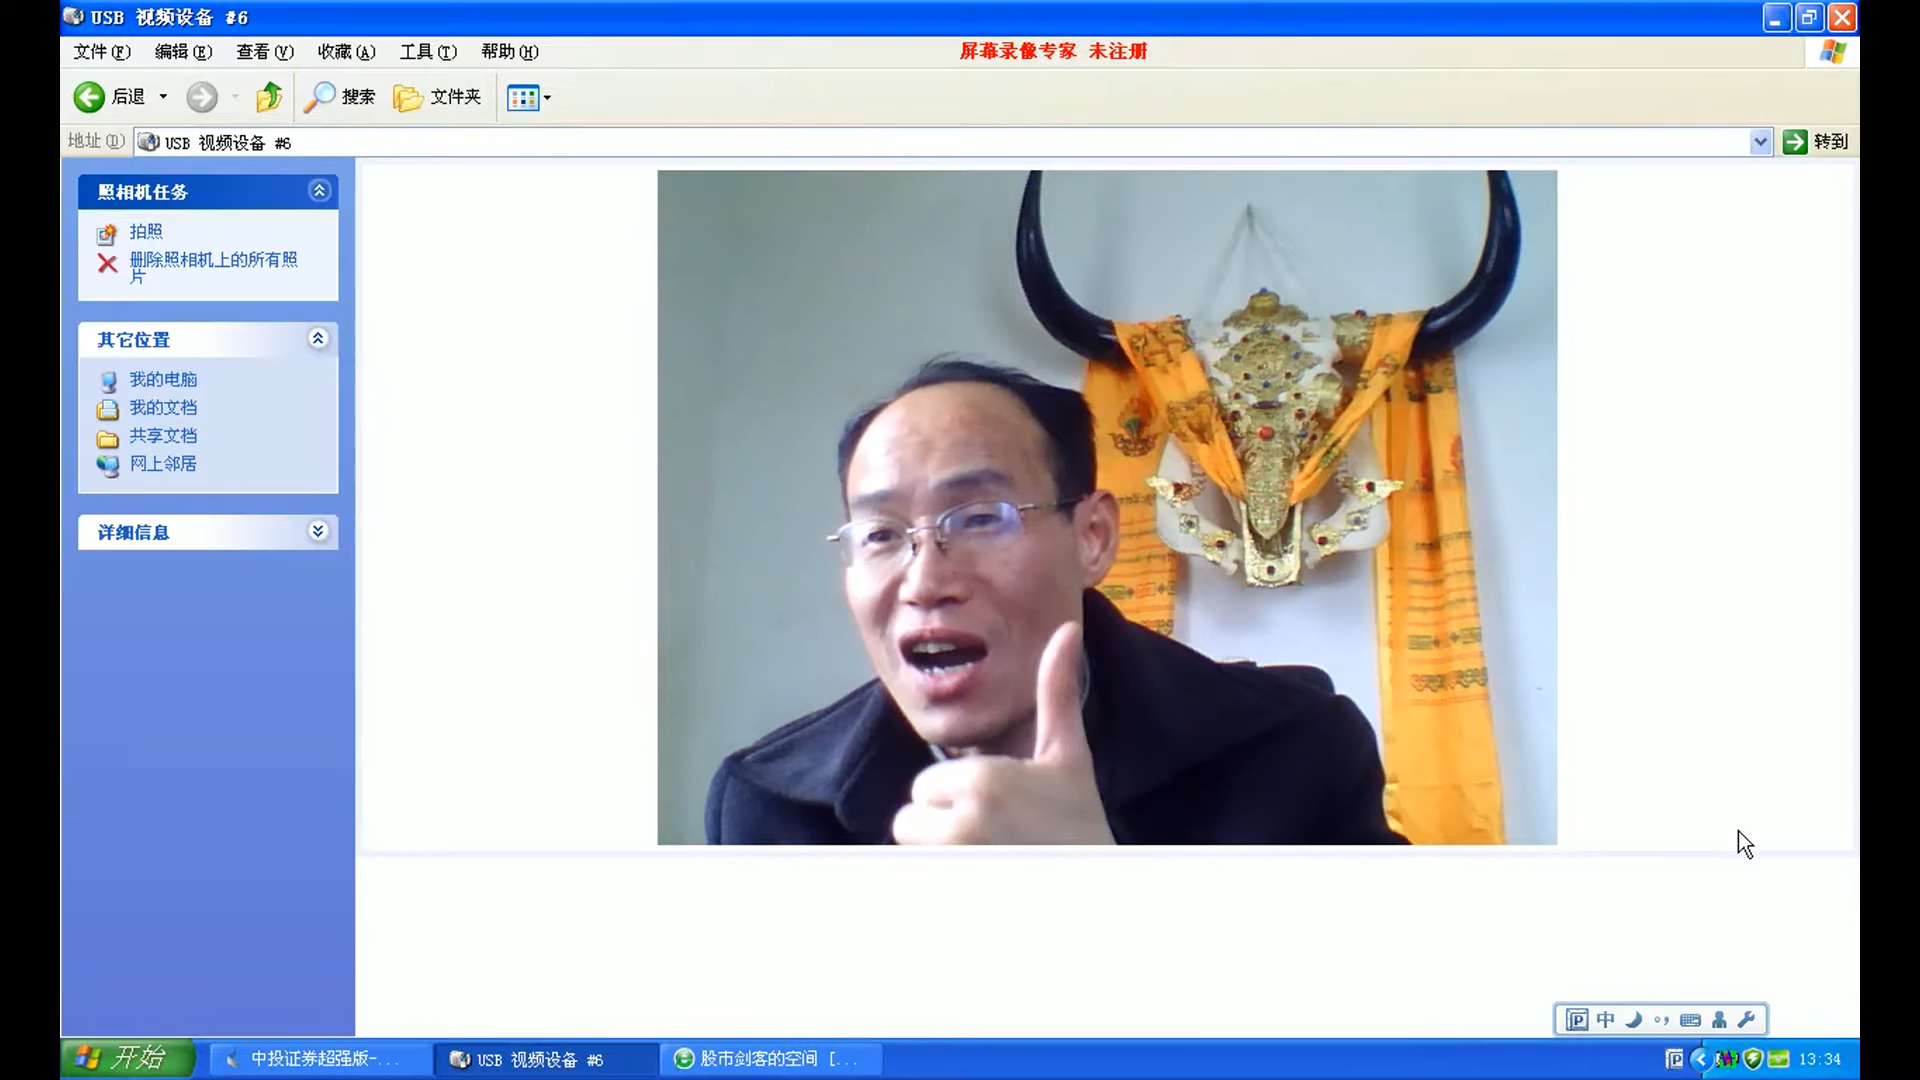 USB 视频设备 #6
文件(F) 编辑(E) 查看(V) 收藏(A) 工具(T) 帮助(H)
屏幕录像专家 未注册
后退 搜索 文件夹
地址(D) USB 视频设备 #6 转到
照相机任务
拍照
删除照相机上的所有照
片
其它位置
我的电脑
我的文档
共享文档
网上邻居
详细信息
中
开始 中投证券超强版-... USB 视频设备 #6 股市剑客的空间 [... 13:34